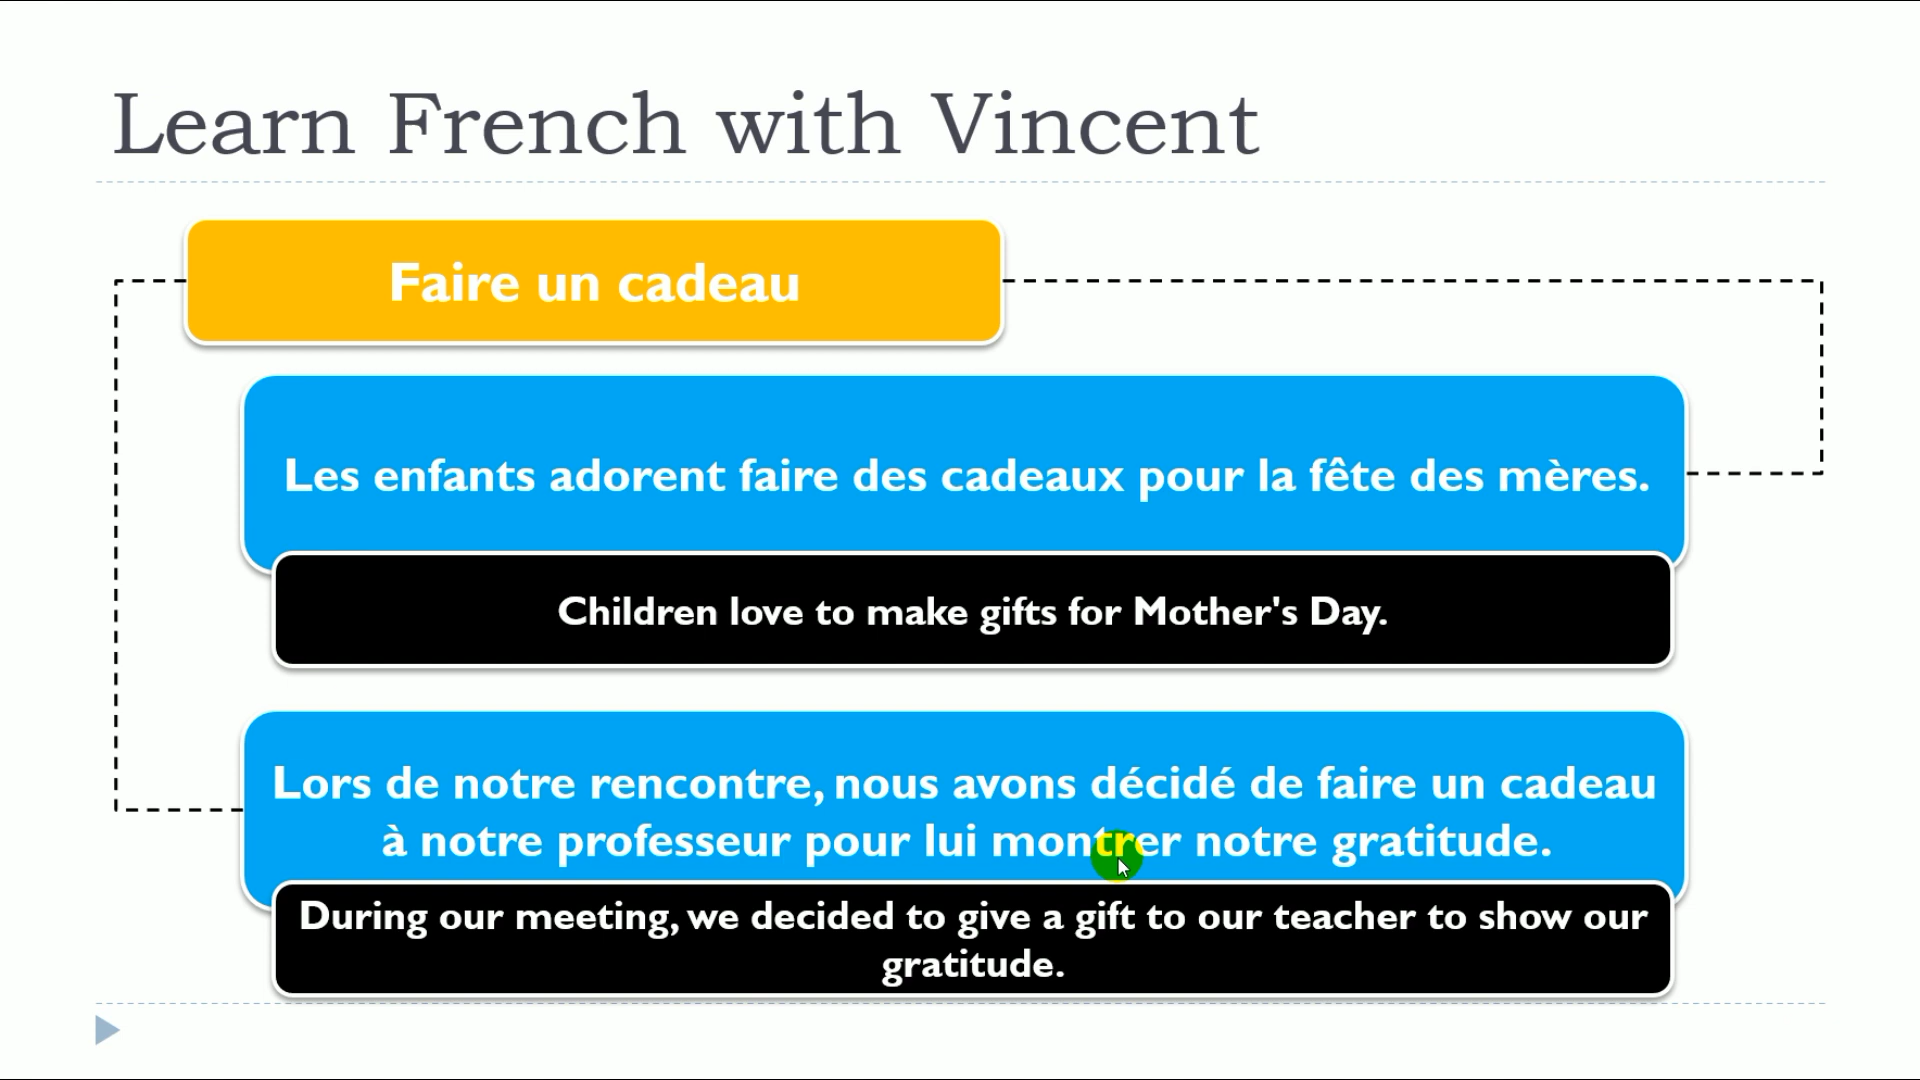 Learn French with Vincent
Faire un cadeau
Les enfants adorent faire des cadeaux pour la fête des mères.
Children love to make gifts for Mother's Day.
Lors de notre rencontre, nous avons décidé de faire un cadeau
à notre professeur pour lui montrer notre gratitude.
During our meeting, we decided to give a gift to our teacher to show our
gratitude.